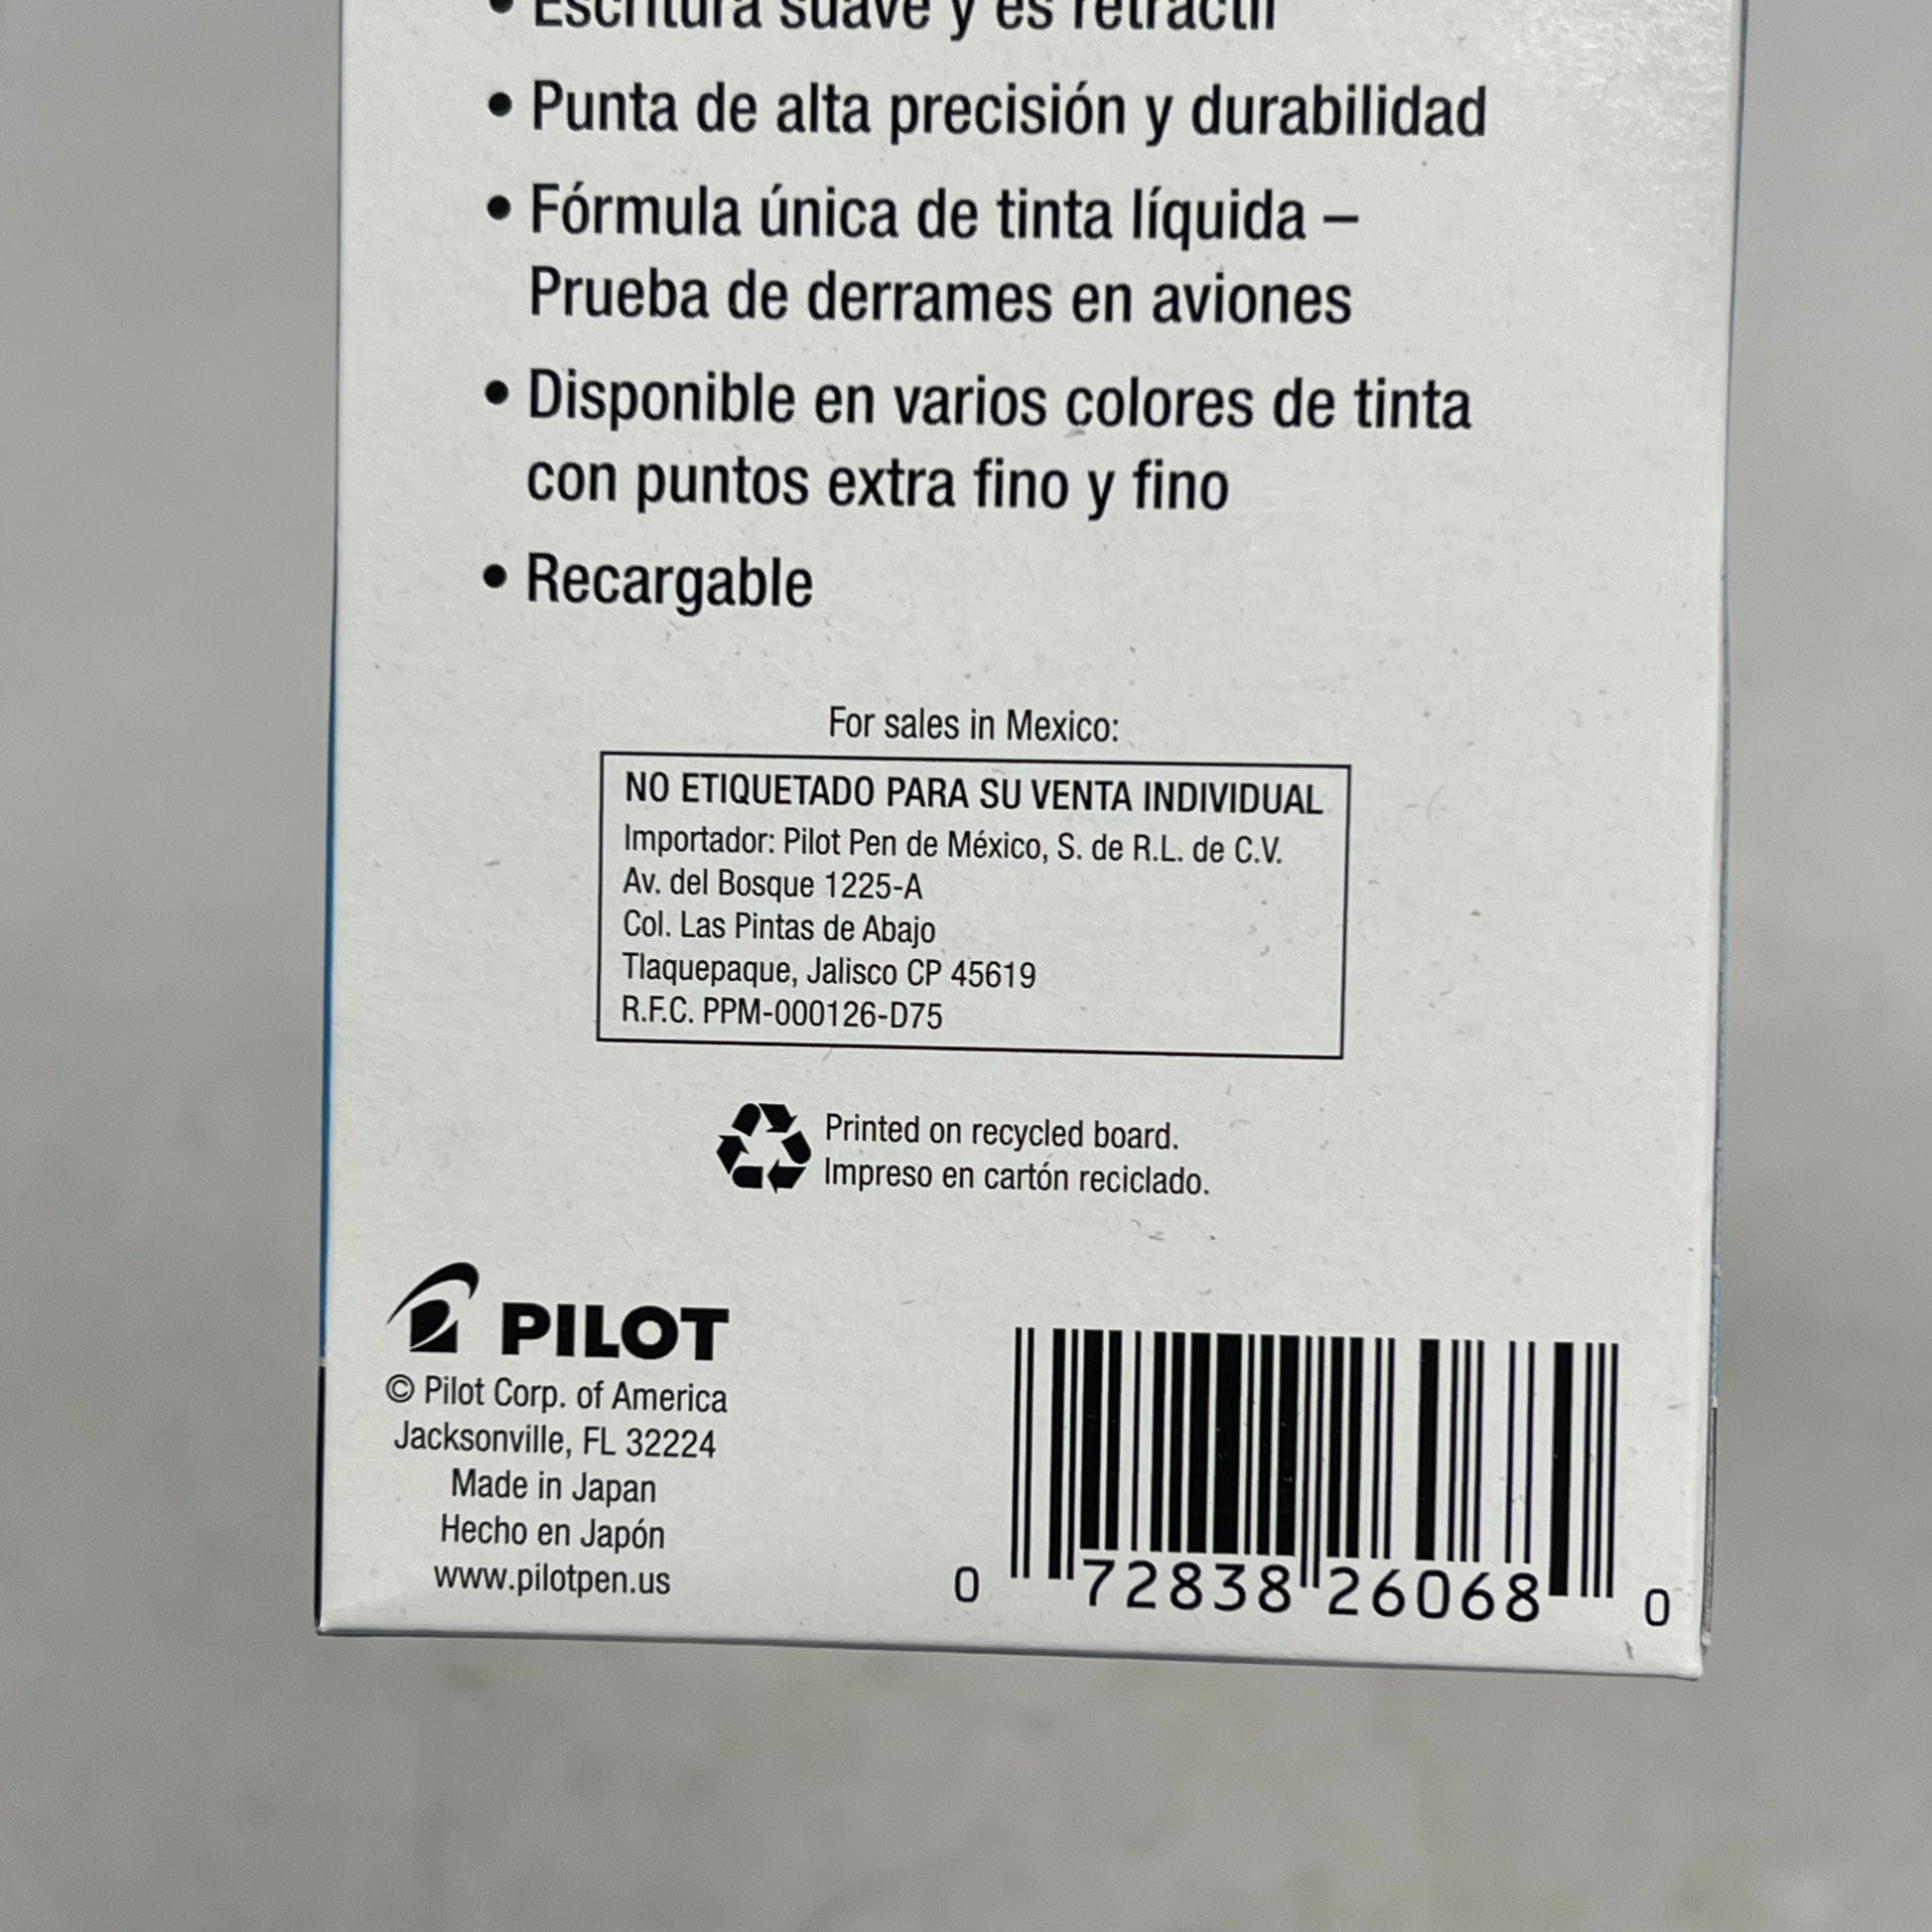 • Escritura suave y es retráctil
• Punta de alta precisión y durabilidad
• Fórmula única de tinta líquida –
Prueba de derrames en aviones
• Disponible en varios colores de tinta
con puntos extra fino y fino
• Recargable
For sales in Mexico:
NO ETIQUETADO PARA SU VENTA INDIVIDUAL
Importador: Pilot Pen de México, S. de R.L. de C.V.
Av. del Bosque 1225-A
Col. Las Pintas de Abajo
Tlaquepaque, Jalisco CP 45619
R.F.C. PPM-000126-D75
Printed on recycled board.
Impreso en cartón reciclado.
PILOT
© Pilot Corp. of America
Jacksonville, FL 32224
Made in Japan
Hecho en Japón
www.pilotpen.us
0 72838 26068 0